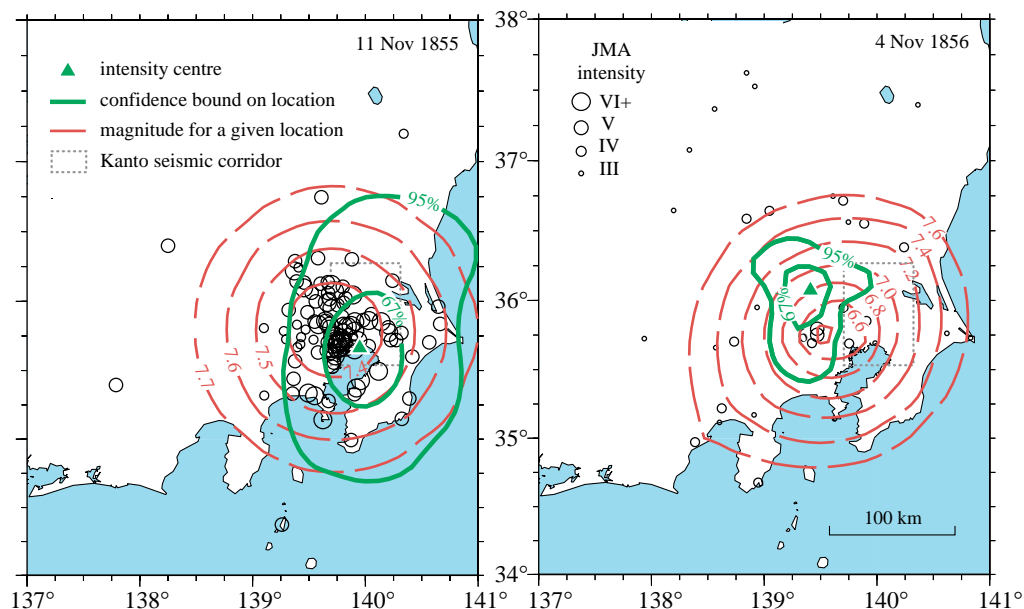 38°
11 Nov 1855
intensity centre
confidence bound on location
magnitude for a given location
Kanto seismic corridor
95%
67%
7.4
7.5
7.6
7.7
4 Nov 1856
JMA
intensity
VI+
V
IV
III
37°
36°
35°
34°
95%
67%
7.6
7.4
7.2
7.0
6.8
6.6
100 km
137°
138°
139°
140°
141°
137°
138°
139°
140°
141°